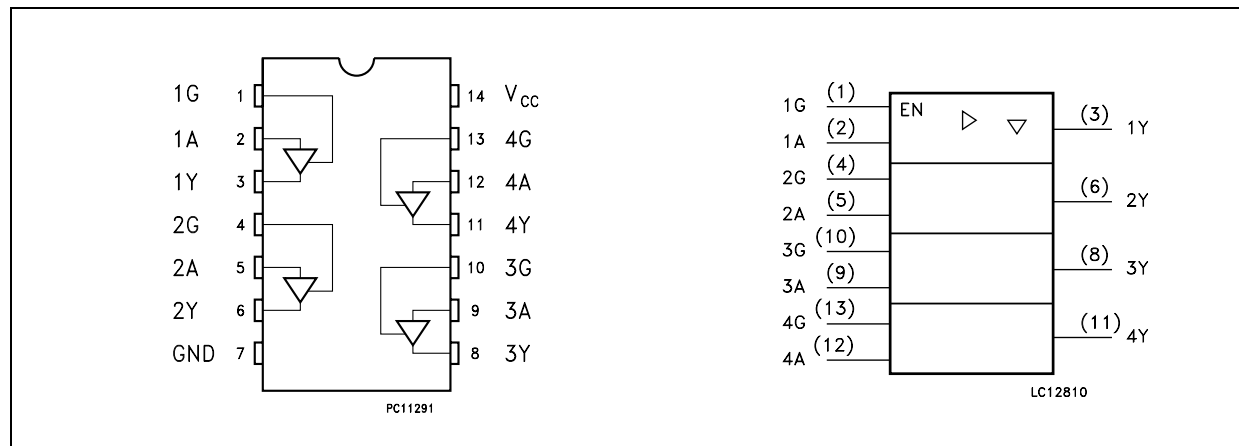 1G 1 14 VCC
1A 2 13 4G
1Y 3 12 4A
2G 4 11 4Y
2A 5 10 3G
2Y 6 9 3A
GND 7 8 3Y
PC11291
1G (1) EN
1A (2) (3) 1Y
2G (4)
2A (5) (6) 2Y
3G (10)
3A (9) (8) 3Y
4G (13)
4A (12) (11) 4Y
LC12810